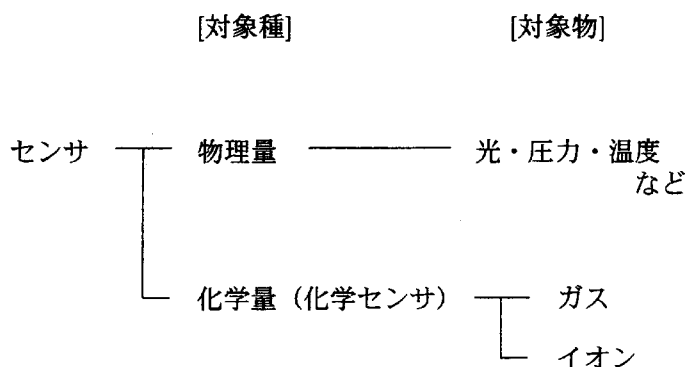 [対象種] [対象物]
センサ 物理量 光・圧力・温度
など
化学量(化学センサ) ガス
イオン